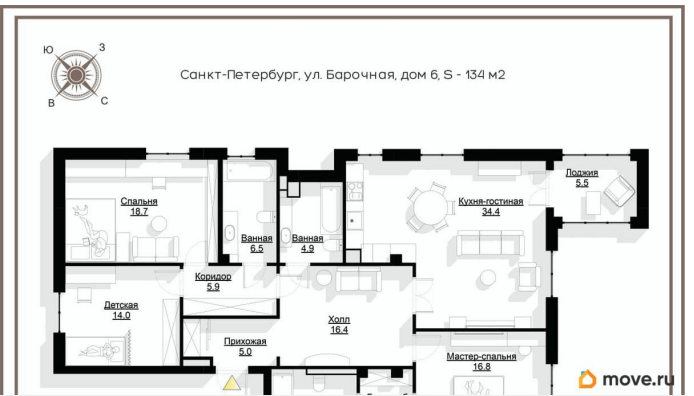 Ю З
В С
Санкт-Петербург, ул. Барочная, дом 6, S - 134 м2
Спальня
18.7
Ванная
6.5
Ванная
4.9
Кухня-гостиная
34.4
Лоджия
5.5
Коридор
5.9
Детская
14.0
Холл
16.4
Прихожая
5.0
Мастер-спальня
16.8
move.ru